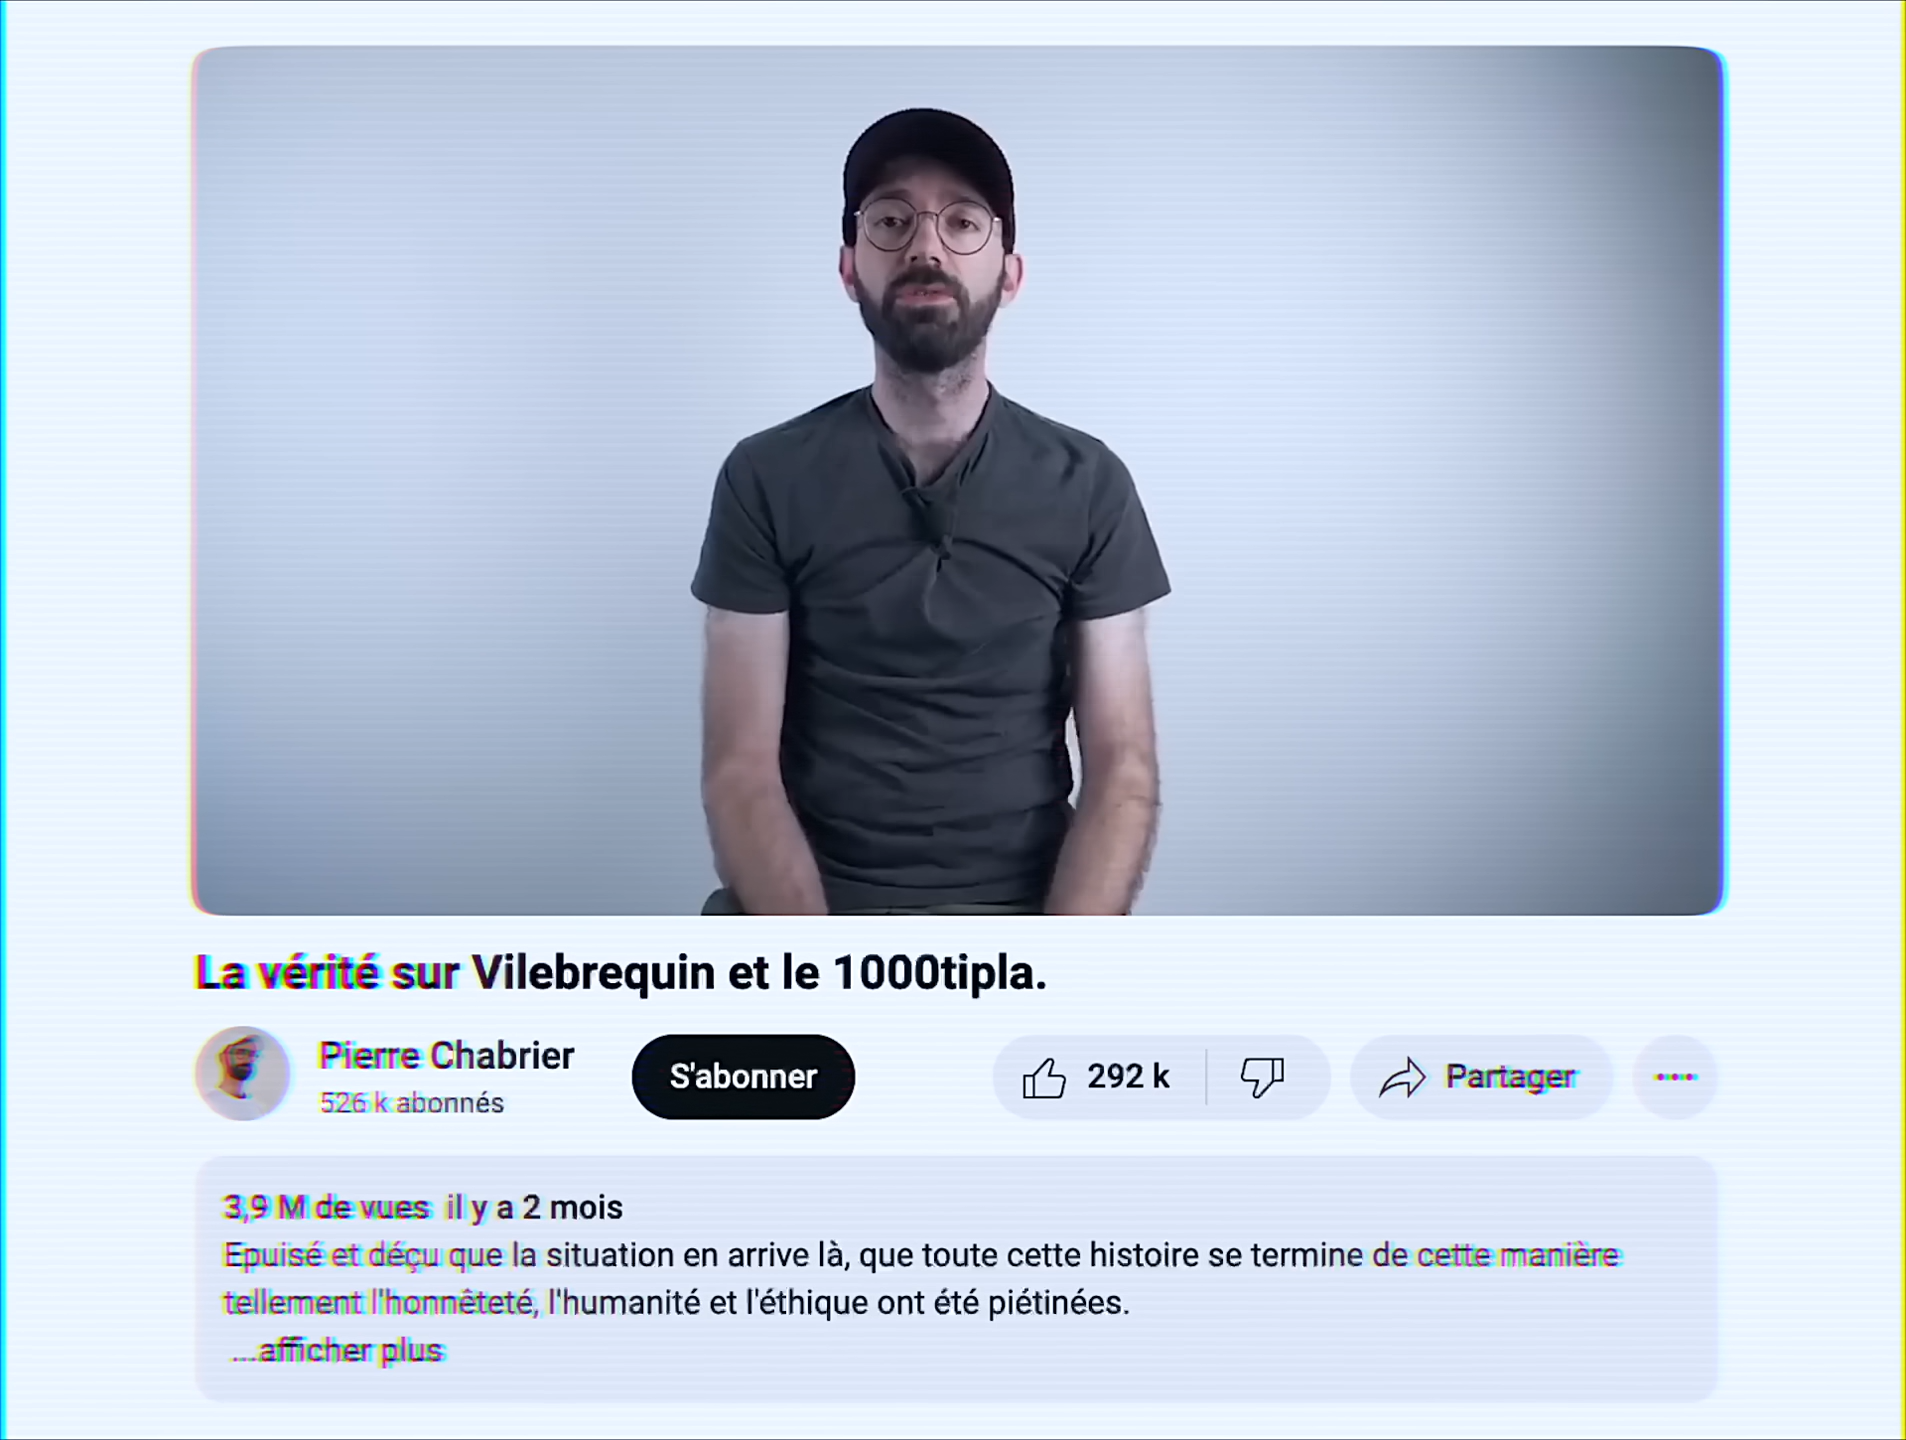 La vérité sur Vilebrequin et le 1000tipla.
Pierre Chabrier
526 k abonnés
S'abonner
292 k
Partager
3,9 M de vues il y a 2 mois
Epuisé et déçu que la situation en arrive là, que toute cette histoire se termine de cette manière
tellement l'honnêteté, l'humanité et l'éthique ont été piétinées.
...afficher plus